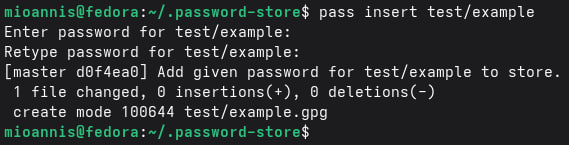 mioannis@fedora:~/.password-store$ pass insert test/example
Enter password for test/example:
Retype password for test/example:
[master d0f4ea0] Add given password for test/example to store.
 1 file changed, 0 insertions(+), 0 deletions(-)
 create mode 100644 test/example.gpg
mioannis@fedora:~/.password-store$